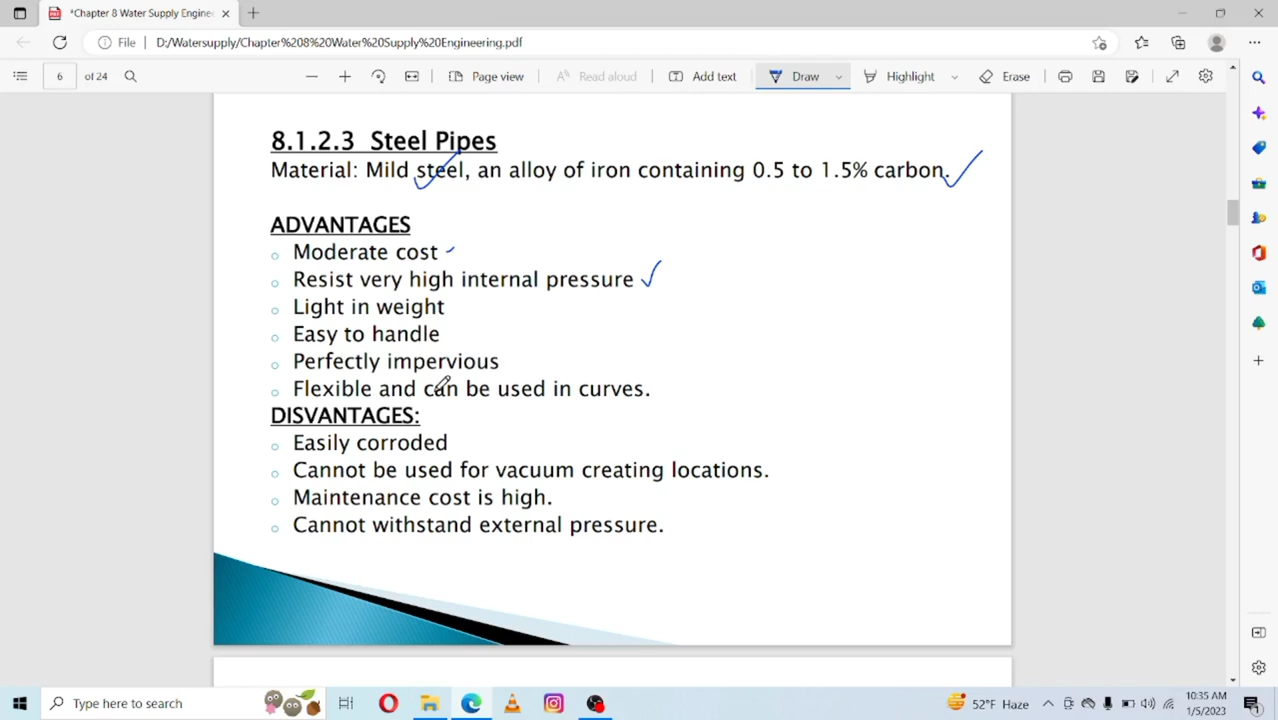 *Chapter 8 Water Supply Engine
File D:/Watersupply/Chapter%208%20Water%20Supply%20Engineering.pdf
6 of 24 Page view Read aloud Add text Draw Highlight Erase
8.1.2.3 Steel Pipes
Material: Mild steel, an alloy of iron containing 0.5 to 1.5% carbon.
ADVANTAGES
Moderate cost
Resist very high internal pressure
Light in weight
Easy to handle
Perfectly impervious
Flexible and can be used in curves.
DISVANTAGES:
Easily corroded
Cannot be used for vacuum creating locations.
Maintenance cost is high.
Cannot withstand external pressure.
Type here to search 52°F Haze 10:35 AM
1/5/2023